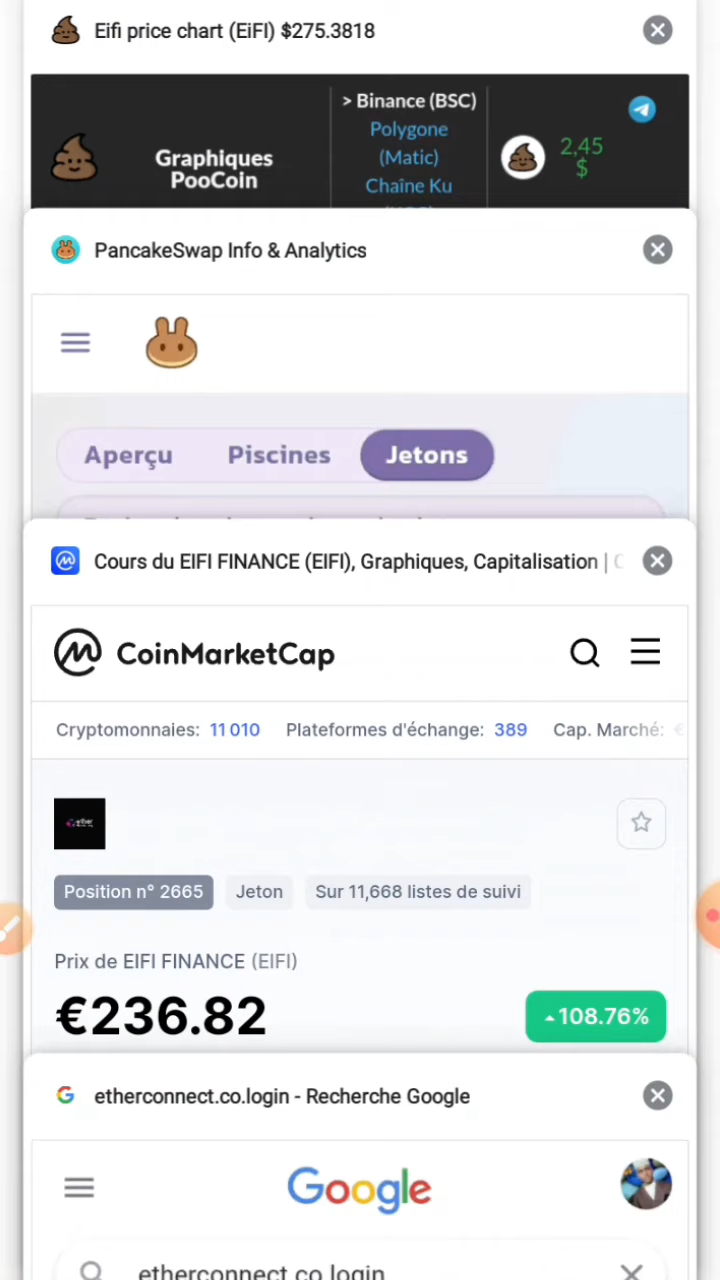 Eifi price chart (EiFI) $275.3818
Graphiques
PooCoin
> Binance (BSC)
Polygone
(Matic)
Chaîne Ku
2,45
$
PancakeSwap Info & Analytics
Aperçu
Piscines
Jetons
Cours du EIFI FINANCE (EIFI), Graphiques, Capitalisation |
CoinMarketCap
Cryptomonnaies: 11 010 Plateformes d'échange: 389 Cap. Marché:
Position n° 2665
Jeton
Sur 11,668 listes de suivi
Prix de EIFI FINANCE (EIFI)
€236.82
108.76%
etherconnect.co.login - Recherche Google
Google
etherconnect.co.login